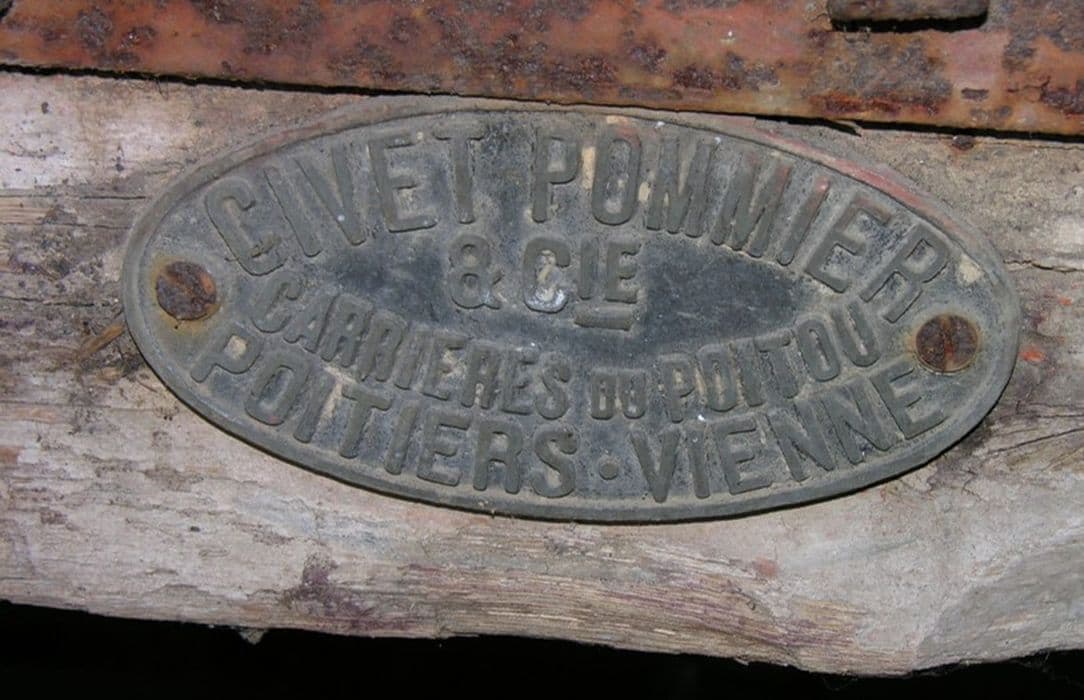 CIVET POMMIER
& CIE
CARRIERES DU POITOU
POITIERS · VIENNE